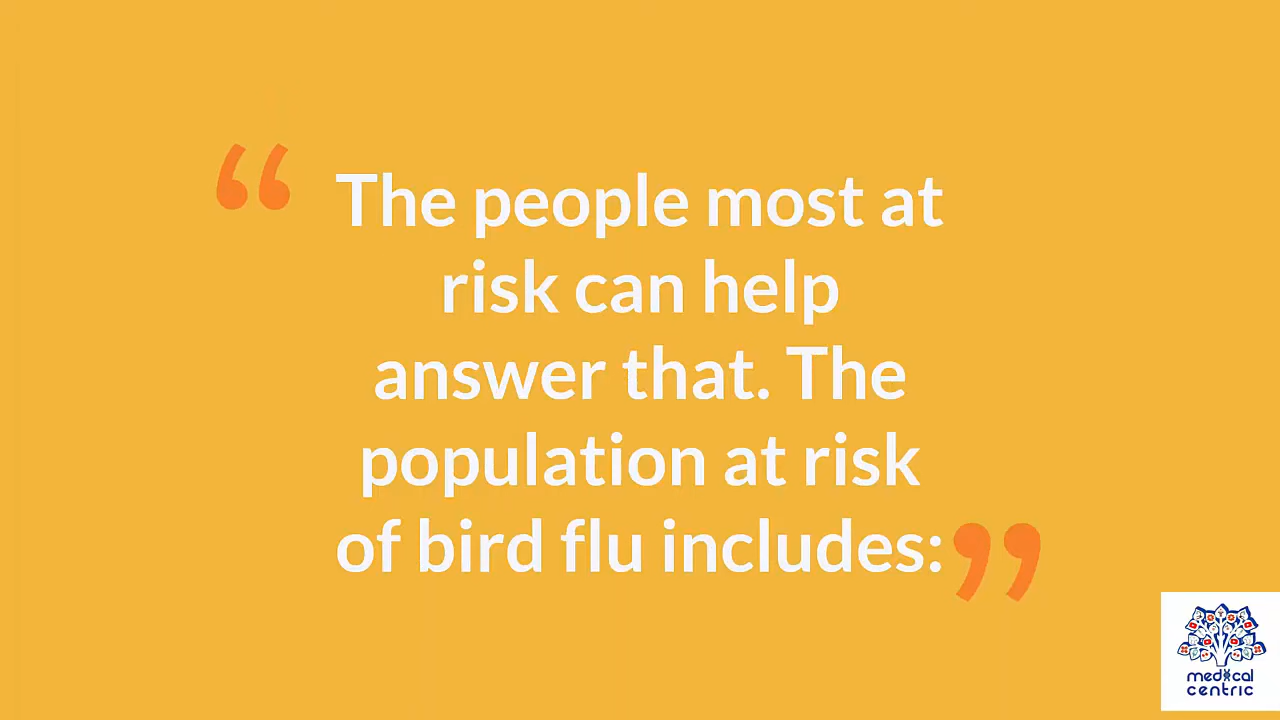 “ The people most at
risk can help
answer that. The
population at risk
of bird flu includes: ”
medical
centric